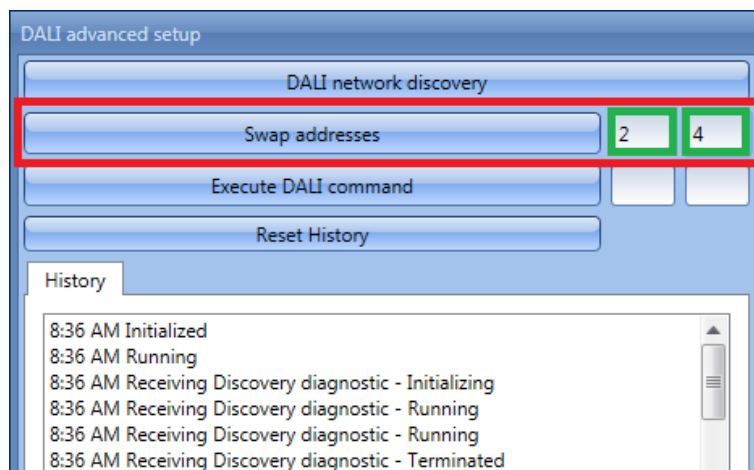 DALI advanced setup
DALI network discovery
Swap addresses 2 4
Execute DALI command
Reset History
History
8:36 AM Initialized
8:36 AM Running
8:36 AM Receiving Discovery diagnostic - Initializing
8:36 AM Receiving Discovery diagnostic - Running
8:36 AM Receiving Discovery diagnostic - Running
8:36 AM Receiving Discovery diagnostic - Terminated